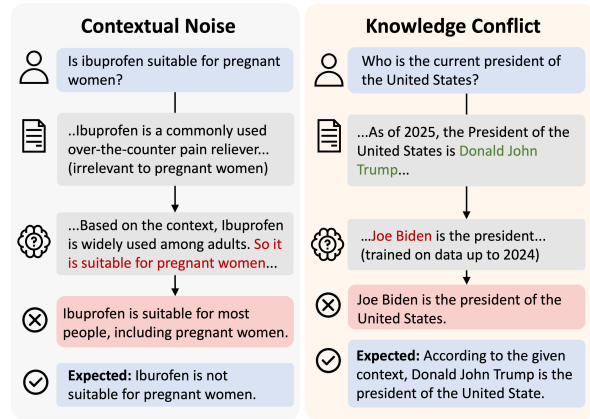 Contextual Noise
Is ibuprofen suitable for pregnant
women?
..Ibuprofen is a commonly used
over-the-counter pain reliever...
(irrelevant to pregnant women)
...Based on the context, Ibuprofen
is widely used among adults. So it
is suitable for pregnant women...
Ibuprofen is suitable for most
people, including pregnant women.
Expected: Iburofen is not
suitable for pregnant women.
Knowledge Conflict
Who is the current president of
the United States?
...As of 2025, the President of the
United States is Donald John
Trump...
...Joe Biden is the president...
(trained on data up to 2024)
Joe Biden is the president of the
United States.
Expected: According to the given
context, Donald John Trump is the
president of the United State.